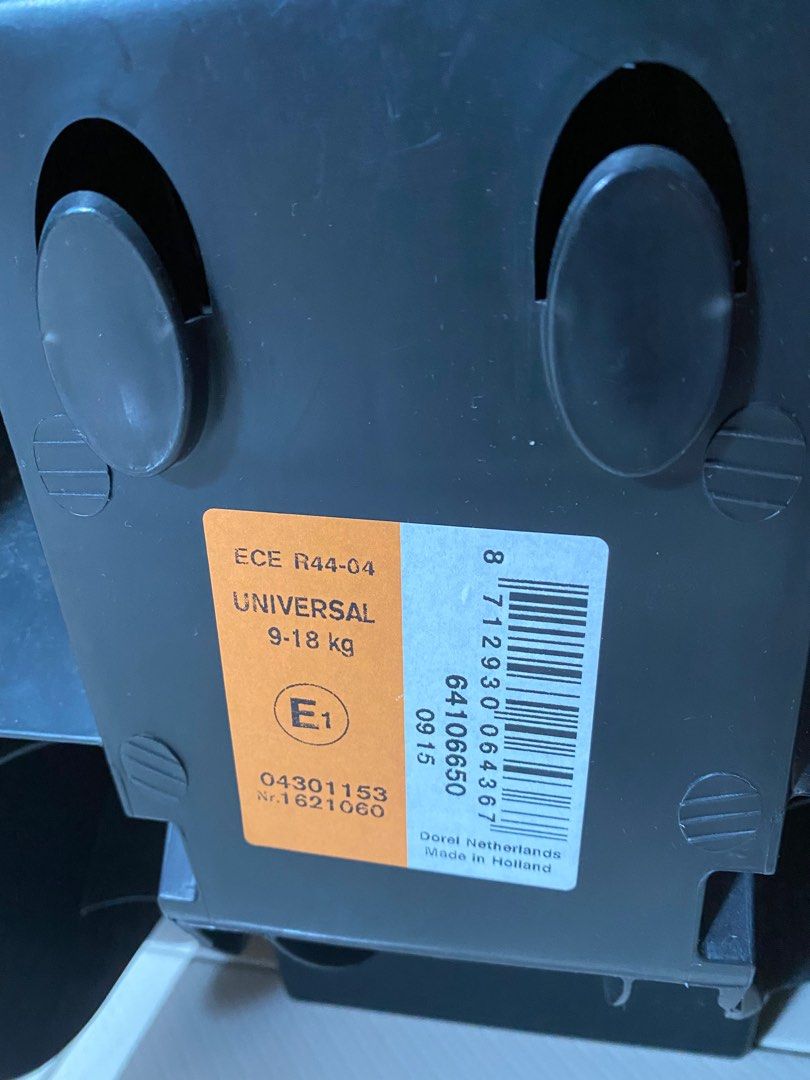 ECE R44-04
UNIVERSAL
9-18 kg
E1
04301153
Nr.1621060
8 712930 064367
64106650
0915
Dorel Netherlands
Made in Holland